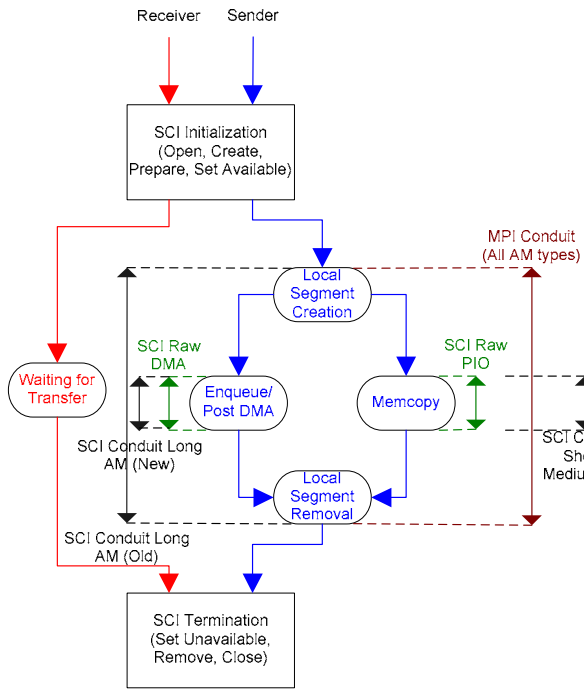 Receiver
Sender
SCI Initialization
(Open, Create,
Prepare, Set Available)
MPI Conduit
(All AM types)
Local
Segment
Creation
SCI Raw
DMA
SCI Raw
PIO
Waiting for
Transfer
Enqueue/
Post DMA
Memcopy
SCI Conduit Long
AM (New)
SCI
Local
Segment
Removal
SCI Conduit Long
AM (Old)
SCI Termination
(Set Unavailable,
Remove, Close)